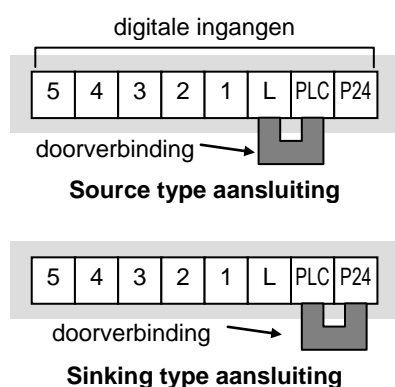 digitale ingangen
5 4 3 2 1 L PLC P24
doorverbinding
Source type aansluiting
5 4 3 2 1 L PLC P24
doorverbinding
Sinking type aansluiting